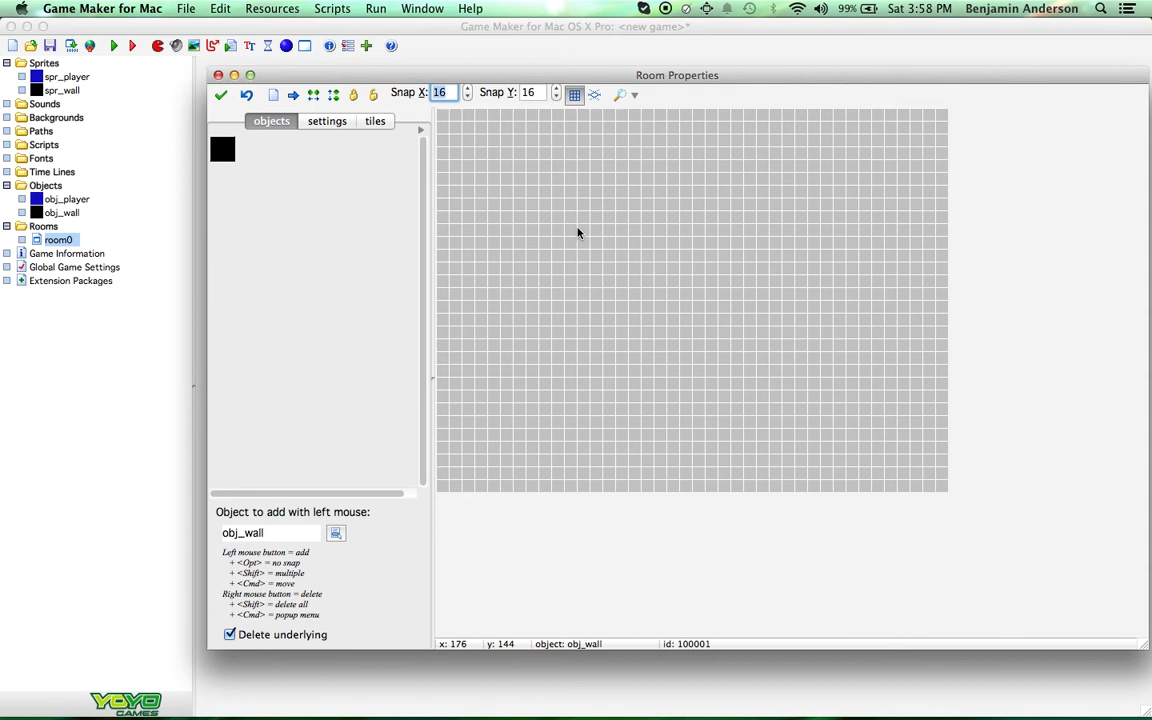 Game Maker for Mac File Edit Resources Scripts Run Window Help 99% Sat 3:58 PM Benjamin Anderson
Game Maker for Mac OS X Pro: <new game>*
Sprites
spr_player
spr_wall
Sounds
Backgrounds
Paths
Scripts
Fonts
Time Lines
Objects
obj_player
obj_wall
Rooms
room0
Game Information
Global Game Settings
Extension Packages
YOYO
GAMES
Room Properties
Snap X: 16 Snap Y: 16
objects settings tiles
Object to add with left mouse:
obj_wall
Left mouse button = add
+ <Opt> = no snap
+ <Shift> = multiple
+ <Cmd> = move
Right mouse button = delete
+ <Shift> = delete all
+ <Cmd> = popup menu
Delete underlying
x: 176 y: 144 object: obj_wall id: 100001